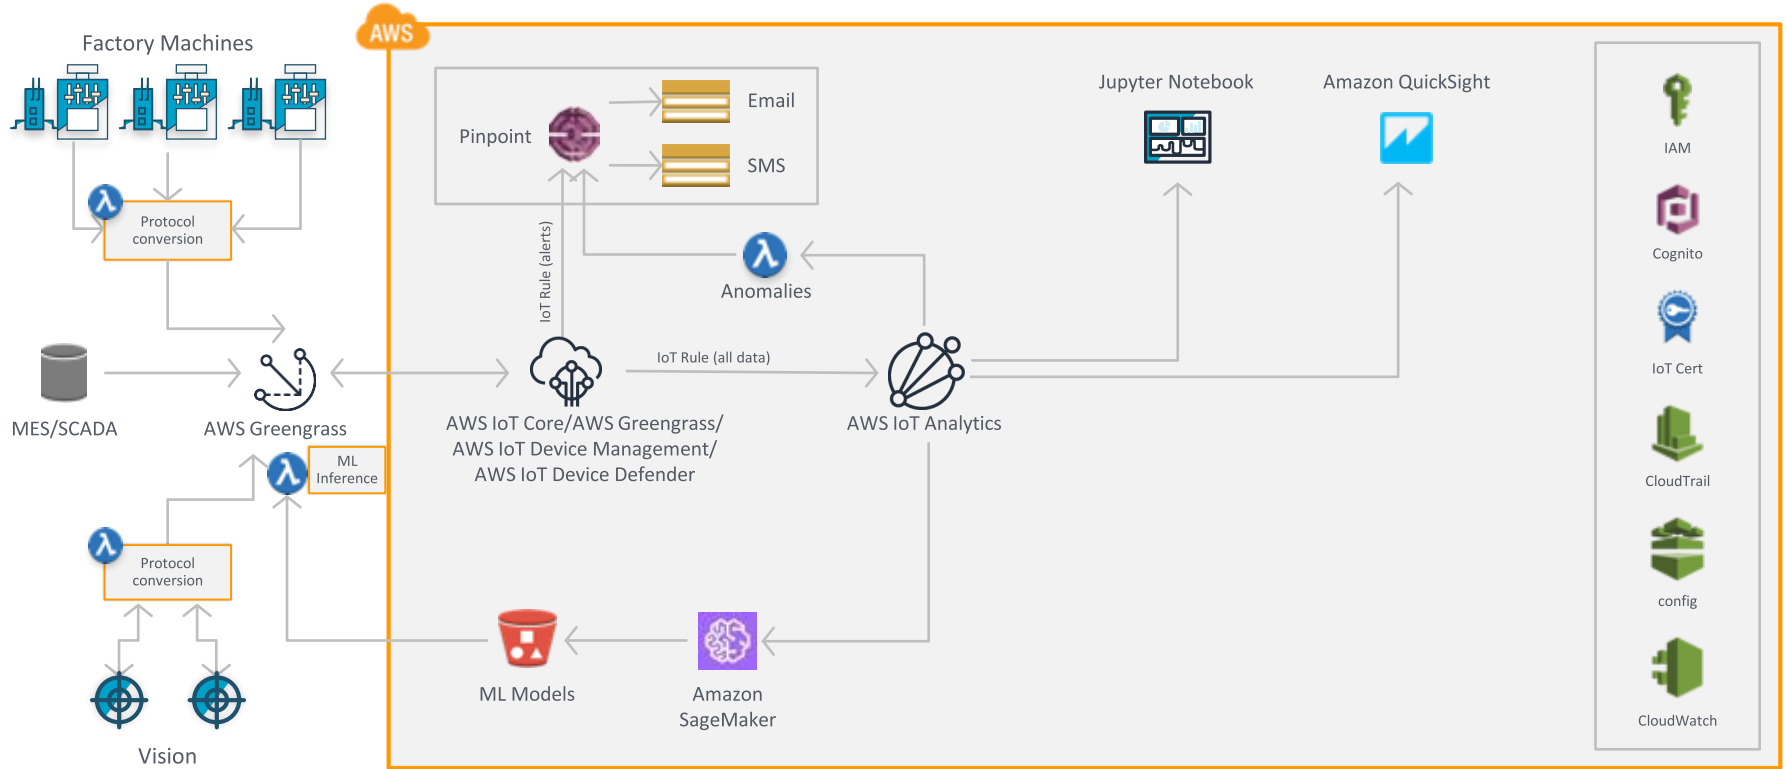 AWS
Factory Machines
Protocol
conversion
MES/SCADA
AWS Greengrass
ML
Inference
Protocol
conversion
Vision
Pinpoint
Email
SMS
IoT Rule (alerts)
Anomalies
IoT Rule (all data)
AWS IoT Core/AWS Greengrass/
AWS IoT Device Management/
AWS IoT Device Defender
AWS IoT Analytics
Jupyter Notebook
Amazon QuickSight
ML Models
Amazon
SageMaker
IAM
Cognito
IoT Cert
CloudTrail
config
CloudWatch